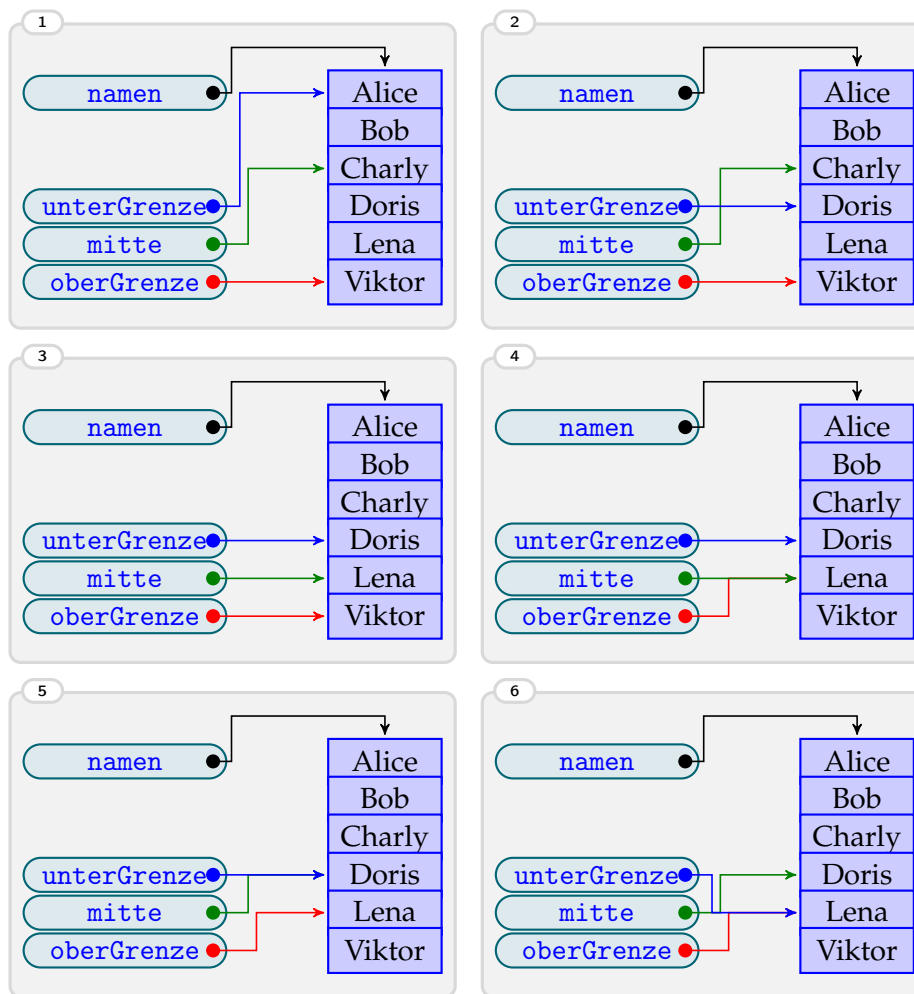 1
namen
Alice
Bob
Charly
unterGrenze
Doris
mitte
Lena
oberGrenze
Viktor
2
namen
Alice
Bob
Charly
unterGrenze
Doris
mitte
Lena
oberGrenze
Viktor
3
namen
Alice
Bob
Charly
unterGrenze
Doris
mitte
Lena
oberGrenze
Viktor
4
namen
Alice
Bob
Charly
unterGrenze
Doris
mitte
Lena
oberGrenze
Viktor
5
namen
Alice
Bob
Charly
unterGrenze
Doris
mitte
Lena
oberGrenze
Viktor
6
namen
Alice
Bob
Charly
unterGrenze
Doris
mitte
Lena
oberGrenze
Viktor